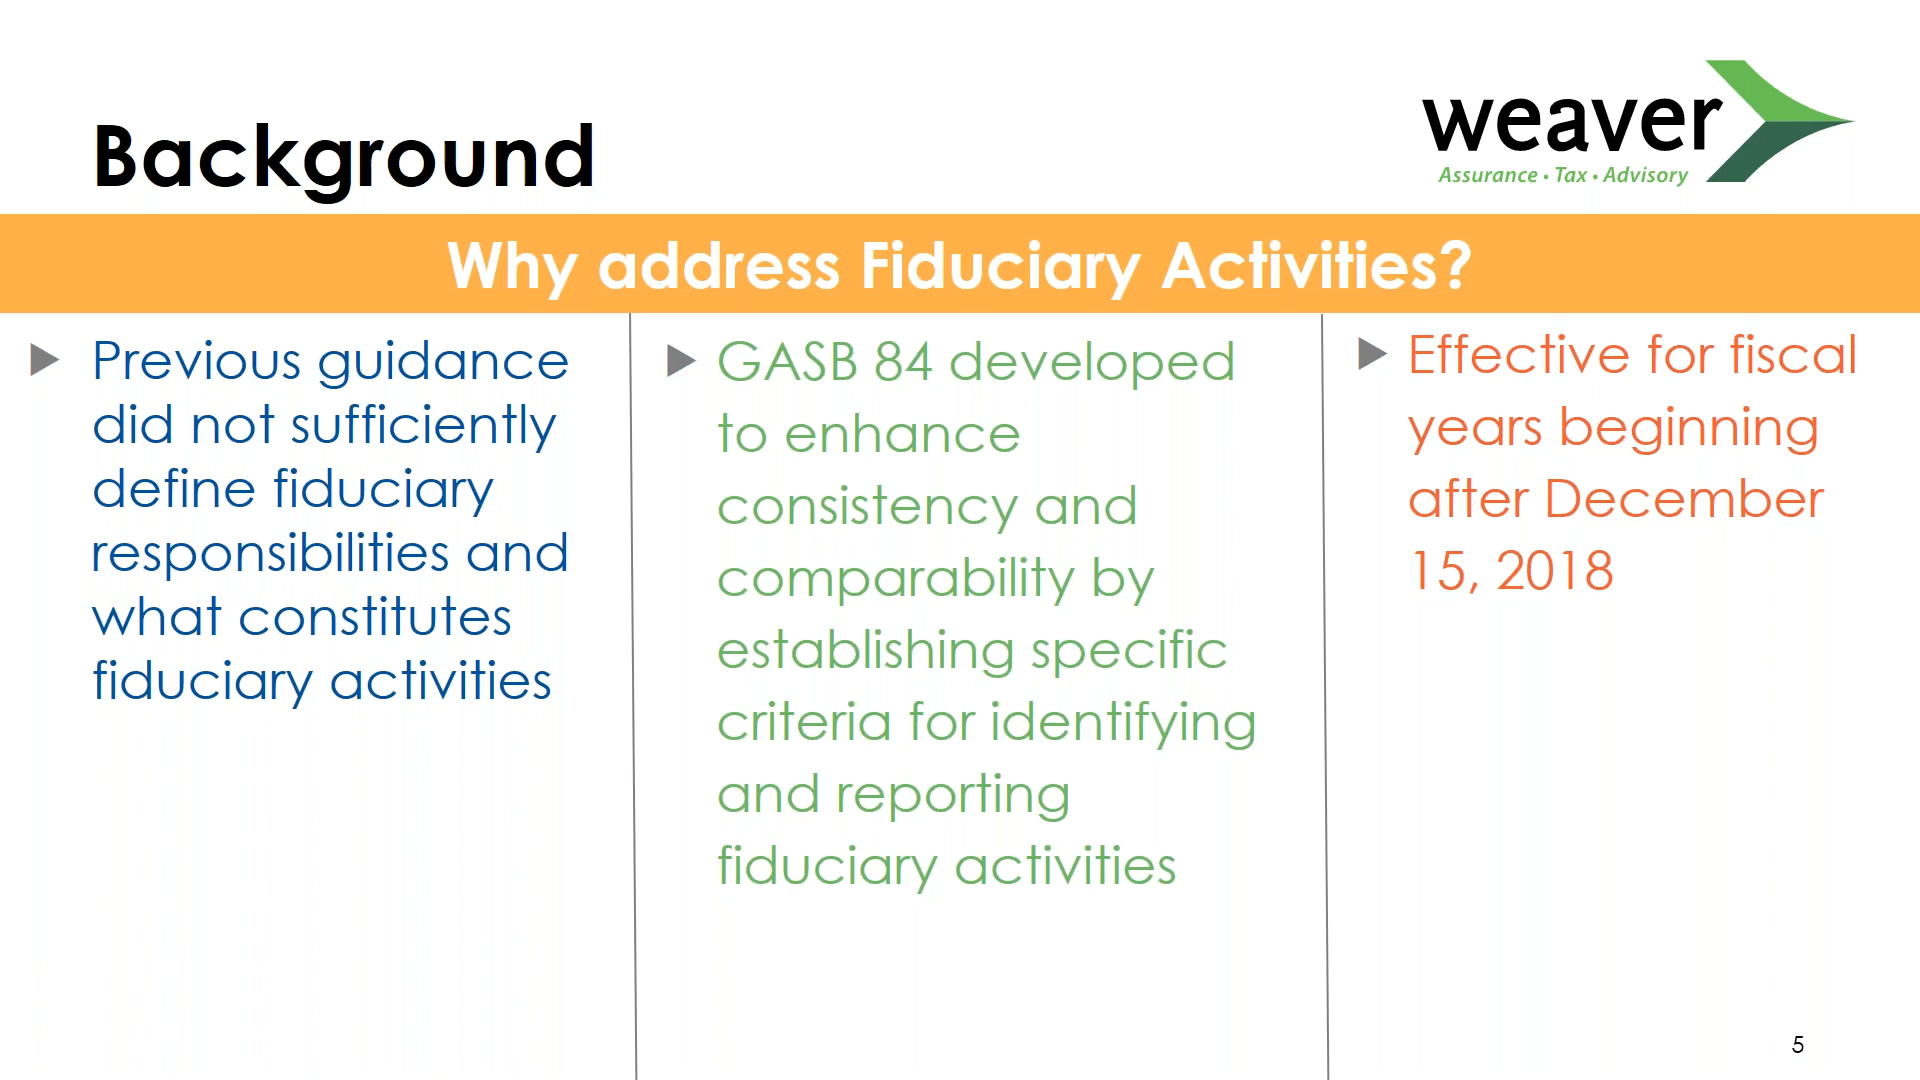 Background
weaver
Assurance • Tax • Advisory
Why address Fiduciary Activities?
Previous guidance
did not sufficiently
define fiduciary
responsibilities and
what constitutes
fiduciary activities
GASB 84 developed
to enhance
consistency and
comparability by
establishing specific
criteria for identifying
and reporting
fiduciary activities
Effective for fiscal
years beginning
after December
15, 2018
5